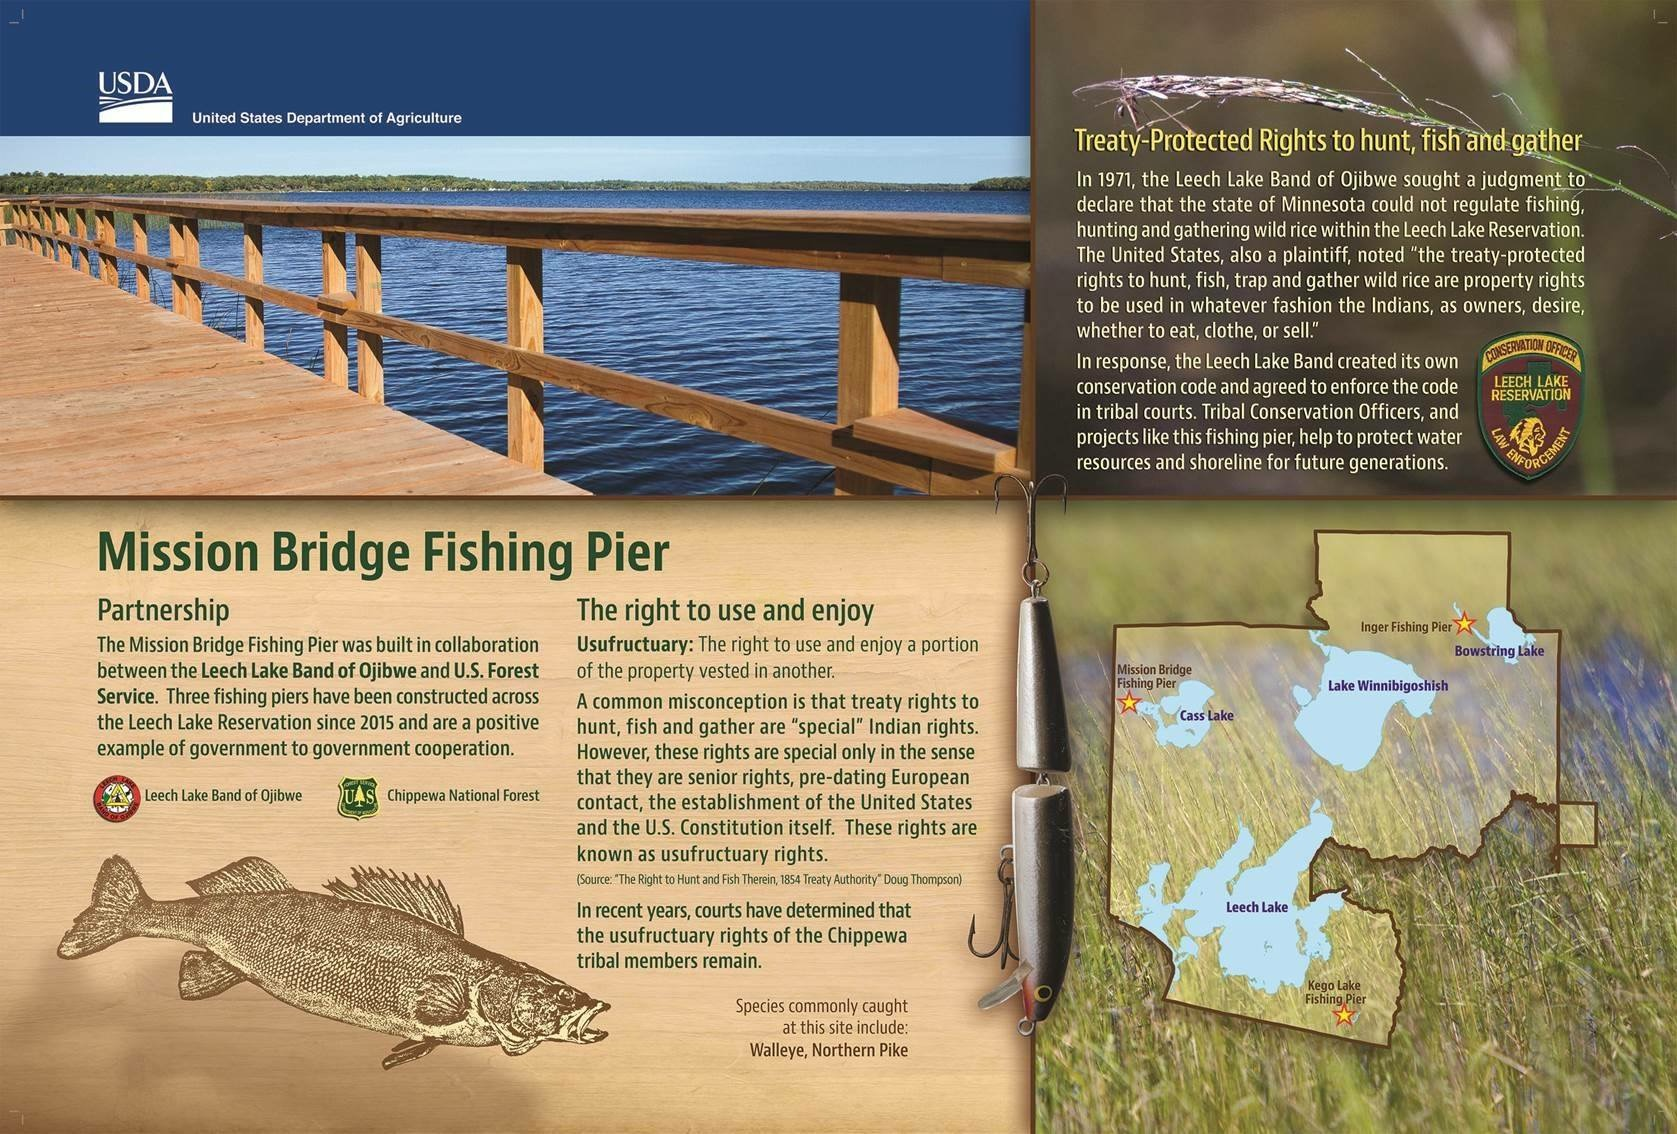 USDA
United States Department of Agriculture
Treaty-Protected Rights to hunt, fish and gather
In 1971, the Leech Lake Band of Ojibwe sought a judgment to
declare that the state of Minnesota could not regulate fishing,
hunting and gathering wild rice within the Leech Lake Reservation.
The United States, also a plaintiff, noted “the treaty-protected
rights to hunt, fish, trap and gather wild rice are property rights
to be used in whatever fashion the Indians, as owners, desire,
whether to eat, clothe, or sell.”
In response, the Leech Lake Band created its own
conservation code and agreed to enforce the code
in tribal courts. Tribal Conservation Officers, and
projects like this fishing pier, help to protect water
resources and shoreline for future generations.
CONSERVATION OFFICER
LEECH LAKE
RESERVATION
LAW ENFORCEMENT
Mission Bridge Fishing Pier
Partnership
The Mission Bridge Fishing Pier was built in collaboration
between the Leech Lake Band of Ojibwe and U.S. Forest
Service. Three fishing piers have been constructed across
the Leech Lake Reservation since 2015 and are a positive
example of government to government cooperation.
LEECH LAKE
BAND OF OJIBWE
Leech Lake Band of Ojibwe
FOREST SERVICE
U S
DEPARTMENT OF AGRICULTURE
Chippewa National Forest
The right to use and enjoy
Usufructuary: The right to use and enjoy a portion
of the property vested in another.
A common misconception is that treaty rights to
hunt, fish and gather are “special” Indian rights.
However, these rights are special only in the sense
that they are senior rights, pre-dating European
contact, the establishment of the United States
and the U.S. Constitution itself. These rights are
known as usufructuary rights.
(Source: “The Right to Hunt and Fish Therein, 1854 Treaty Authority” Doug Thompson)
In recent years, courts have determined that
the usufructuary rights of the Chippewa
tribal members remain.
Species commonly caught
at this site include:
Walleye, Northern Pike
Inger Fishing Pier
Bowstring Lake
Mission Bridge
Fishing Pier
Lake Winnibigoshish
Cass Lake
Leech Lake
Kego Lake
Fishing Pier